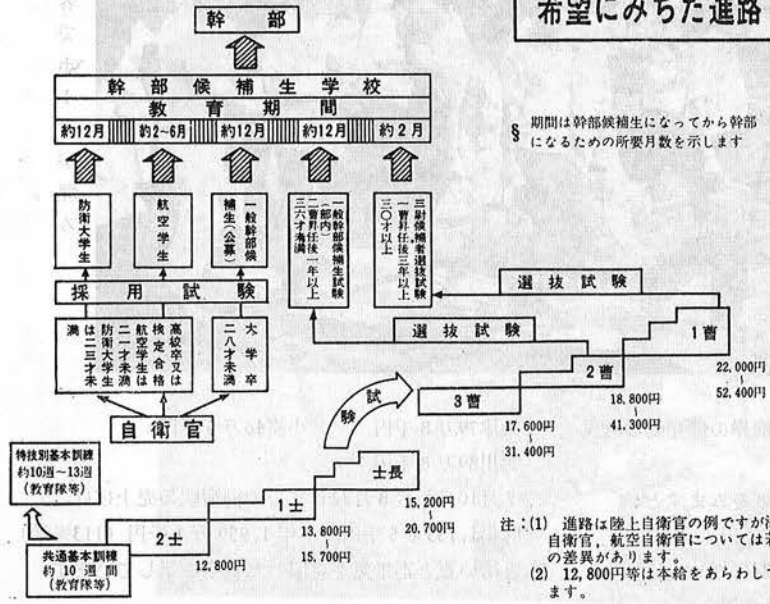 希望にみちた進路
幹部
幹部候補生学校
教育期間
約12月 約2~6月 約12月 約12月 約2月
§ 期間は幹部候補生になってから幹部
になるための所要月数を示します
防衛大学生
航空学生
一般幹部候
補生(公募)
一般幹部候補生試験
(部内)
二曹昇任後一年以上
三六才未満
三尉候補者選抜試験
一曹昇任後三年以上
三〇才以上
採用試験
選抜試験
選抜試験
高校卒又は
検定合格
航空学生は
二一才未満
防衛大学生
は二三才未
満
大学卒
二八才未満
自衛官
試験
1曹
22,000円
~
52,400円
2曹
18,800円
~
41,300円
3曹
17,600円
~
31,400円
士長
15,200円
~
20,700円
1士
13,800円
~
15,700円
2士
12,800円
特技別基本訓練
約10週~13週
(教育隊等)
共通基本訓練
約10週間
(教育隊等)
注:(1) 進路は陸上自衛官の例ですが
自衛官,航空自衛官については
の差異があります。
(2) 12,800円等は本給をあらわして
ます。